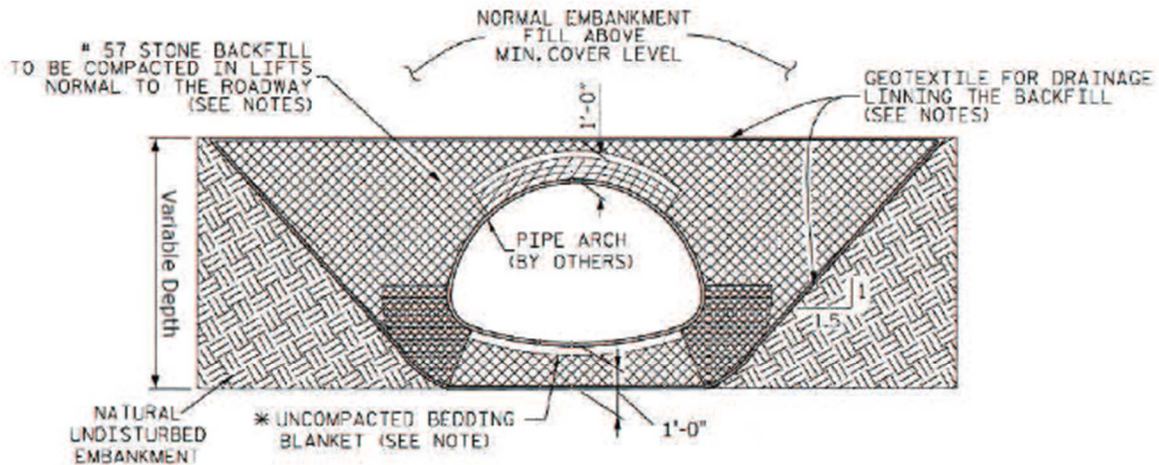 NORMAL EMBANKMENT
FILL ABOVE
MIN. COVER LEVEL
# 57 STONE BACKFILL
TO BE COMPACTED IN LIFTS
NORMAL TO THE ROADWAY
(SEE NOTES)
GEOTEXTILE FOR DRAINAGE
LINNING THE BACKFILL
(SEE NOTES)
1'-0"
Variable Depth
PIPE ARCH
(BY OTHERS)
1
1.5
NATURAL
UNDISTURBED
EMBANKMENT
* UNCOMPACTED BEDDING
BLANKET (SEE NOTE)
1'-0"